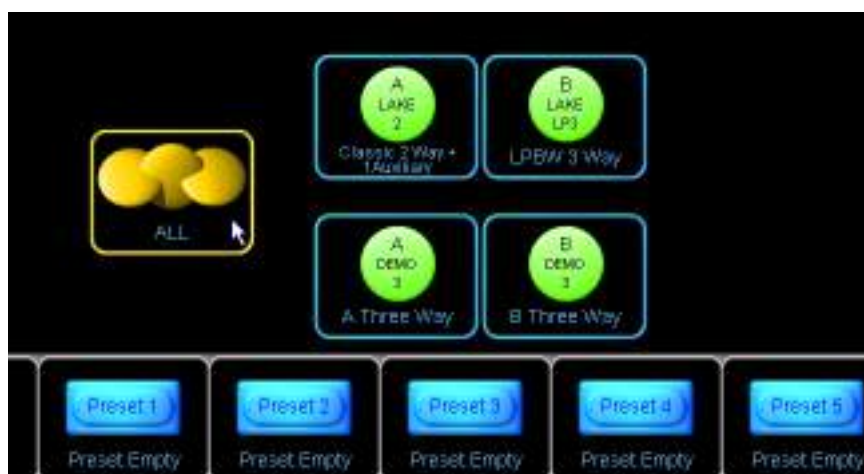 A
LAKE
2
Classic 2 Way +
1Auxiliary
B
LAKE
LP3
LPBW 3 Way
ALL
A
DEMO
3
A Three Way
B
DEMO
3
B Three Way
Preset 1
Preset 2
Preset 3
Preset 4
Preset 5
Preset Empty
Preset Empty
Preset Empty
Preset Empty
Preset Empty